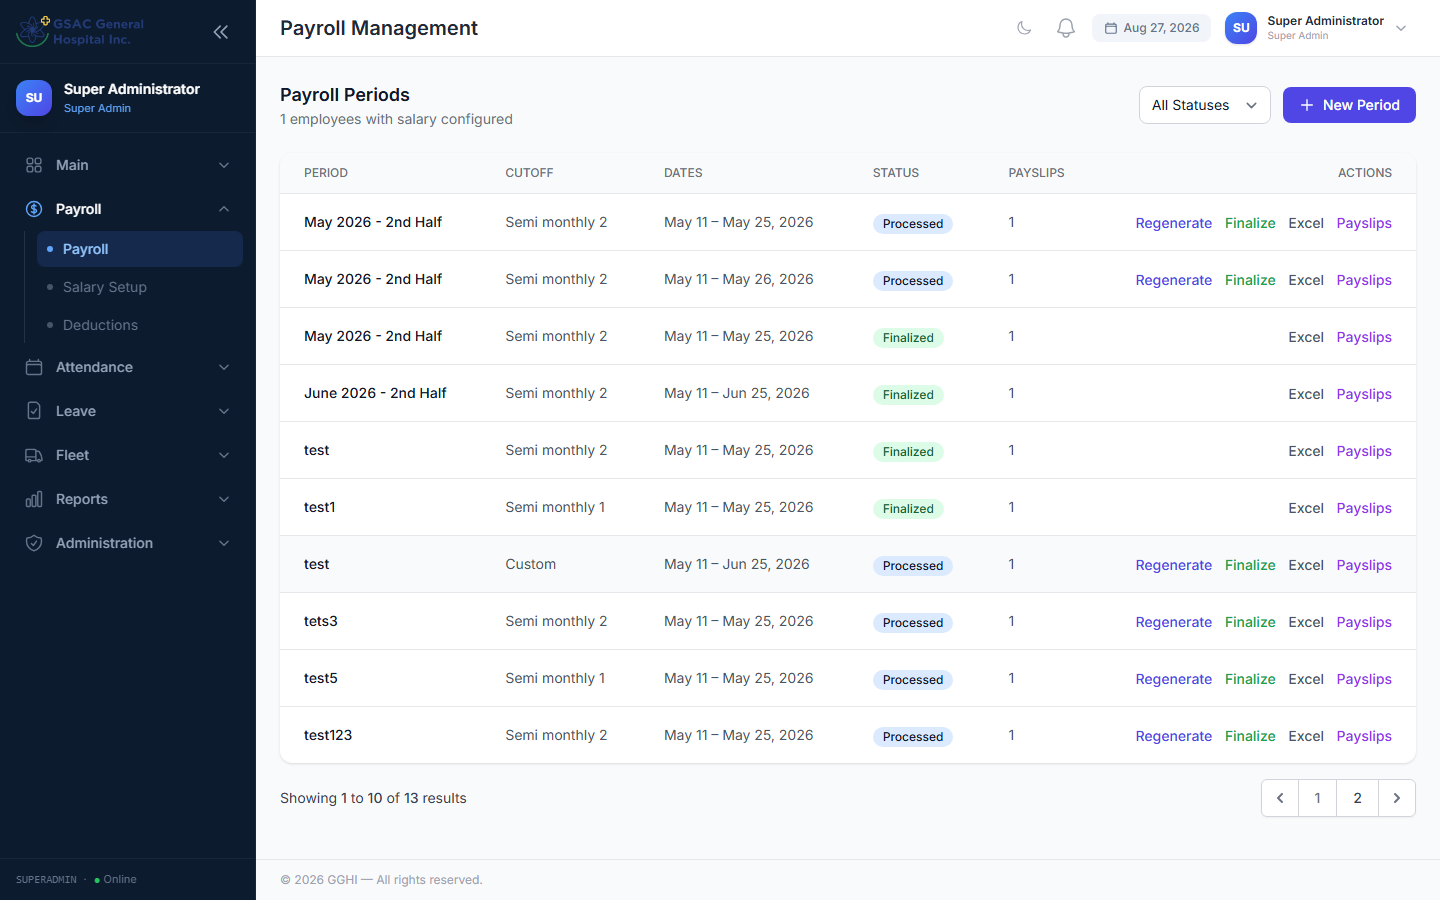 GSAC General
Hospital Inc.
SU
Super Administrator
Super Admin
Main
Payroll
Payroll
Salary Setup
Deductions
Attendance
Leave
Fleet
Reports
Administration
SUPERADMIN · Online
Payroll Management
Aug 27, 2026
SU
Super Administrator
Super Admin
Payroll Periods
1 employees with salary configured
All Statuses
New Period
PERIOD CUTOFF DATES STATUS PAYSLIPS ACTIONS
May 2026 - 2nd Half Semi monthly 2 May 11 – May 25, 2026 Processed 1 Regenerate Finalize Excel Payslips
May 2026 - 2nd Half Semi monthly 2 May 11 – May 26, 2026 Processed 1 Regenerate Finalize Excel Payslips
May 2026 - 2nd Half Semi monthly 2 May 11 – May 25, 2026 Finalized 1 Excel Payslips
June 2026 - 2nd Half Semi monthly 2 May 11 – Jun 25, 2026 Finalized 1 Excel Payslips
test Semi monthly 2 May 11 – May 25, 2026 Finalized 1 Excel Payslips
test1 Semi monthly 1 May 11 – May 25, 2026 Finalized 1 Excel Payslips
test Custom May 11 – Jun 25, 2026 Processed 1 Regenerate Finalize Excel Payslips
tets3 Semi monthly 2 May 11 – May 25, 2026 Processed 1 Regenerate Finalize Excel Payslips
test5 Semi monthly 1 May 11 – May 25, 2026 Processed 1 Regenerate Finalize Excel Payslips
test123 Semi monthly 2 May 11 – May 25, 2026 Processed 1 Regenerate Finalize Excel Payslips
Showing 1 to 10 of 13 results
1 2
© 2026 GGHI — All rights reserved.